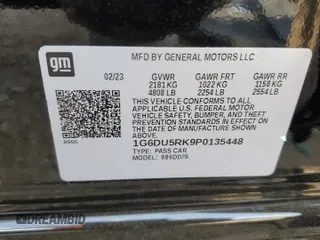 gm
MFD BY GENERAL MOTORS LLC
02/23 GVWR GAWR FRT GAWR RR
2181 KG 1022 KG 1158 KG
4808 LB 2254 LB 2554 LB
THIS VEHICLE CONFORMS TO ALL
APPLICABLE U.S. FEDERAL MOTOR
VEHICLE SAFETY, BUMPER, AND THEFT
PREVENTION STANDARDS IN EFFECT
ON THE DATE OF MANUFACTURE
SHOWN ABOVE.
1G6DU5RK9P0135448
TYPE: PASS CAR
MODEL: 6DD79
DREAMBID